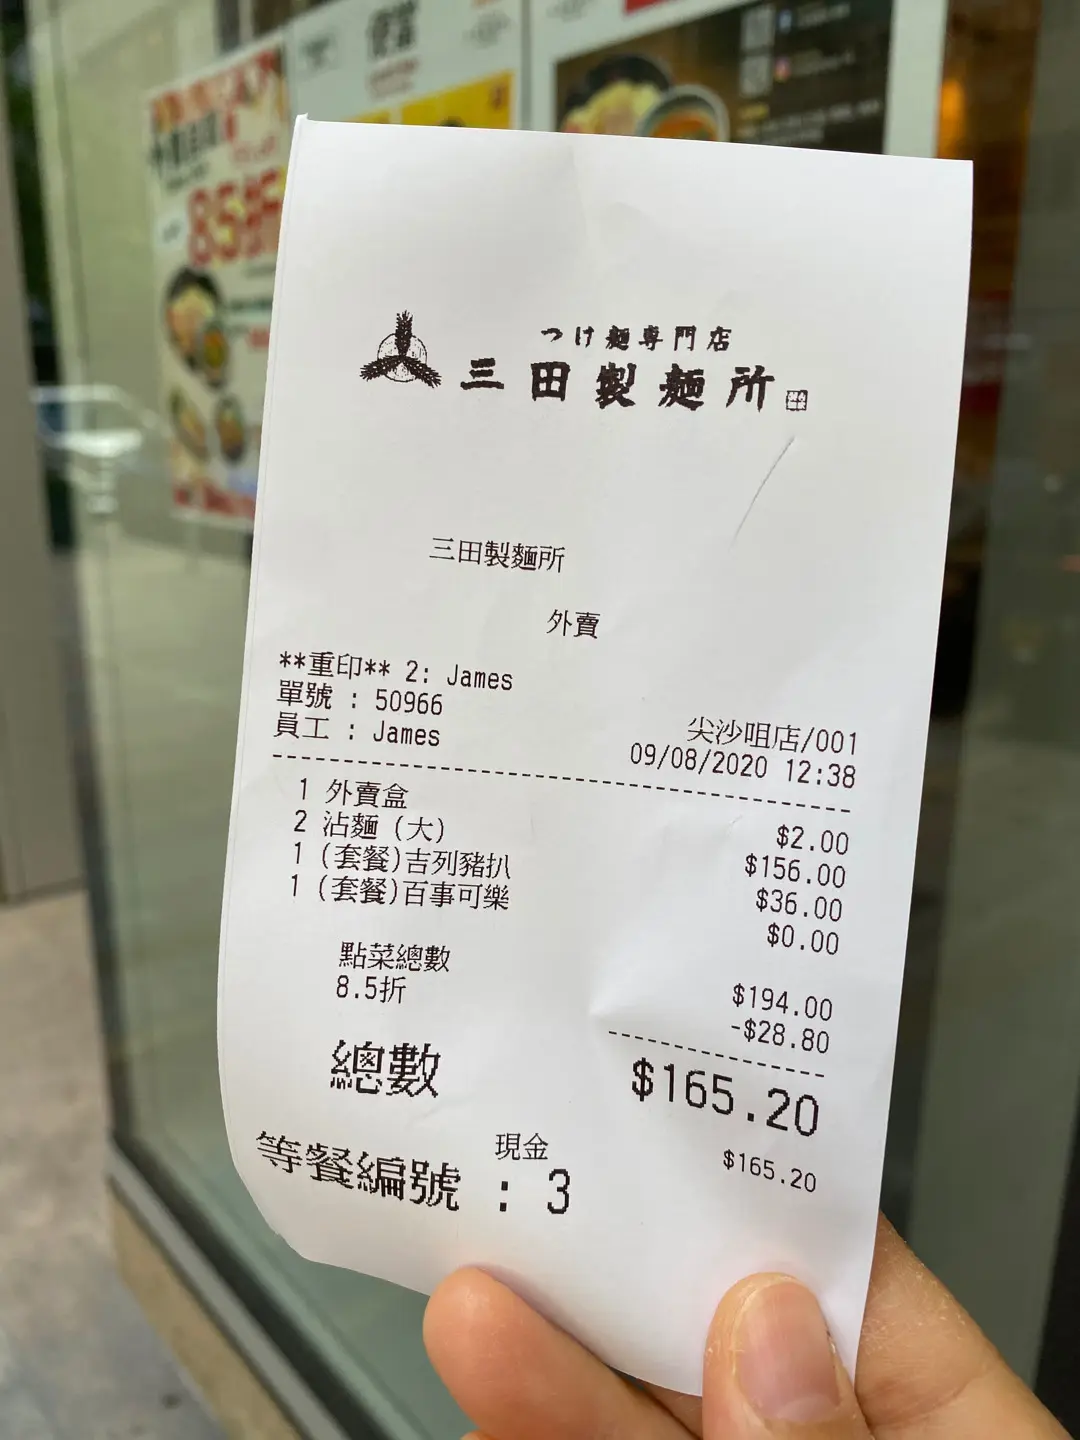 85折
つけ麺専門店
三田製麺所
三田製麵所
外賣
**重印** 2: James
單號 : 50966
員工 : James
尖沙咀店/001
09/08/2020 12:38
1 外賣盒 $2.00
2 沾麵 (大) $156.00
1 (套餐)吉列豬扒 $36.00
1 (套餐)百事可樂 $0.00
點菜總數 $194.00
8.5折 -$28.80
總數 $165.20
現金 $165.20
等餐編號 : 3